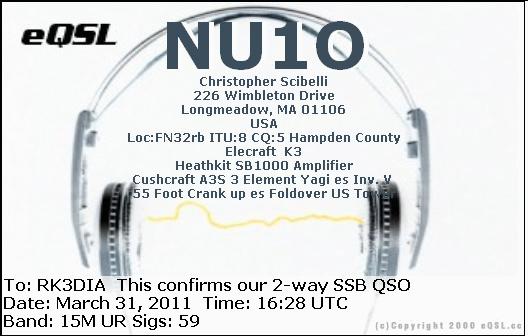 eQSL
NU1O
Christopher Scibelli
226 Wimbleton Drive
Longmeadow, MA 01106
USA
Loc:FN32rb ITU:8 CQ:5 Hampden County
Elecraft K3
Heathkit SB1000 Amplifier
Cushcraft A3S 3 Element Yagi es Inv. V
55 Foot Crank up es Foldover US
To: RK3DIA This confirms our 2-way SSB QSO
Date: March 31, 2011 Time: 16:28 UTC
Band: 15M UR Sigs: 59
(c)Copyright 2000 eQSL.cc